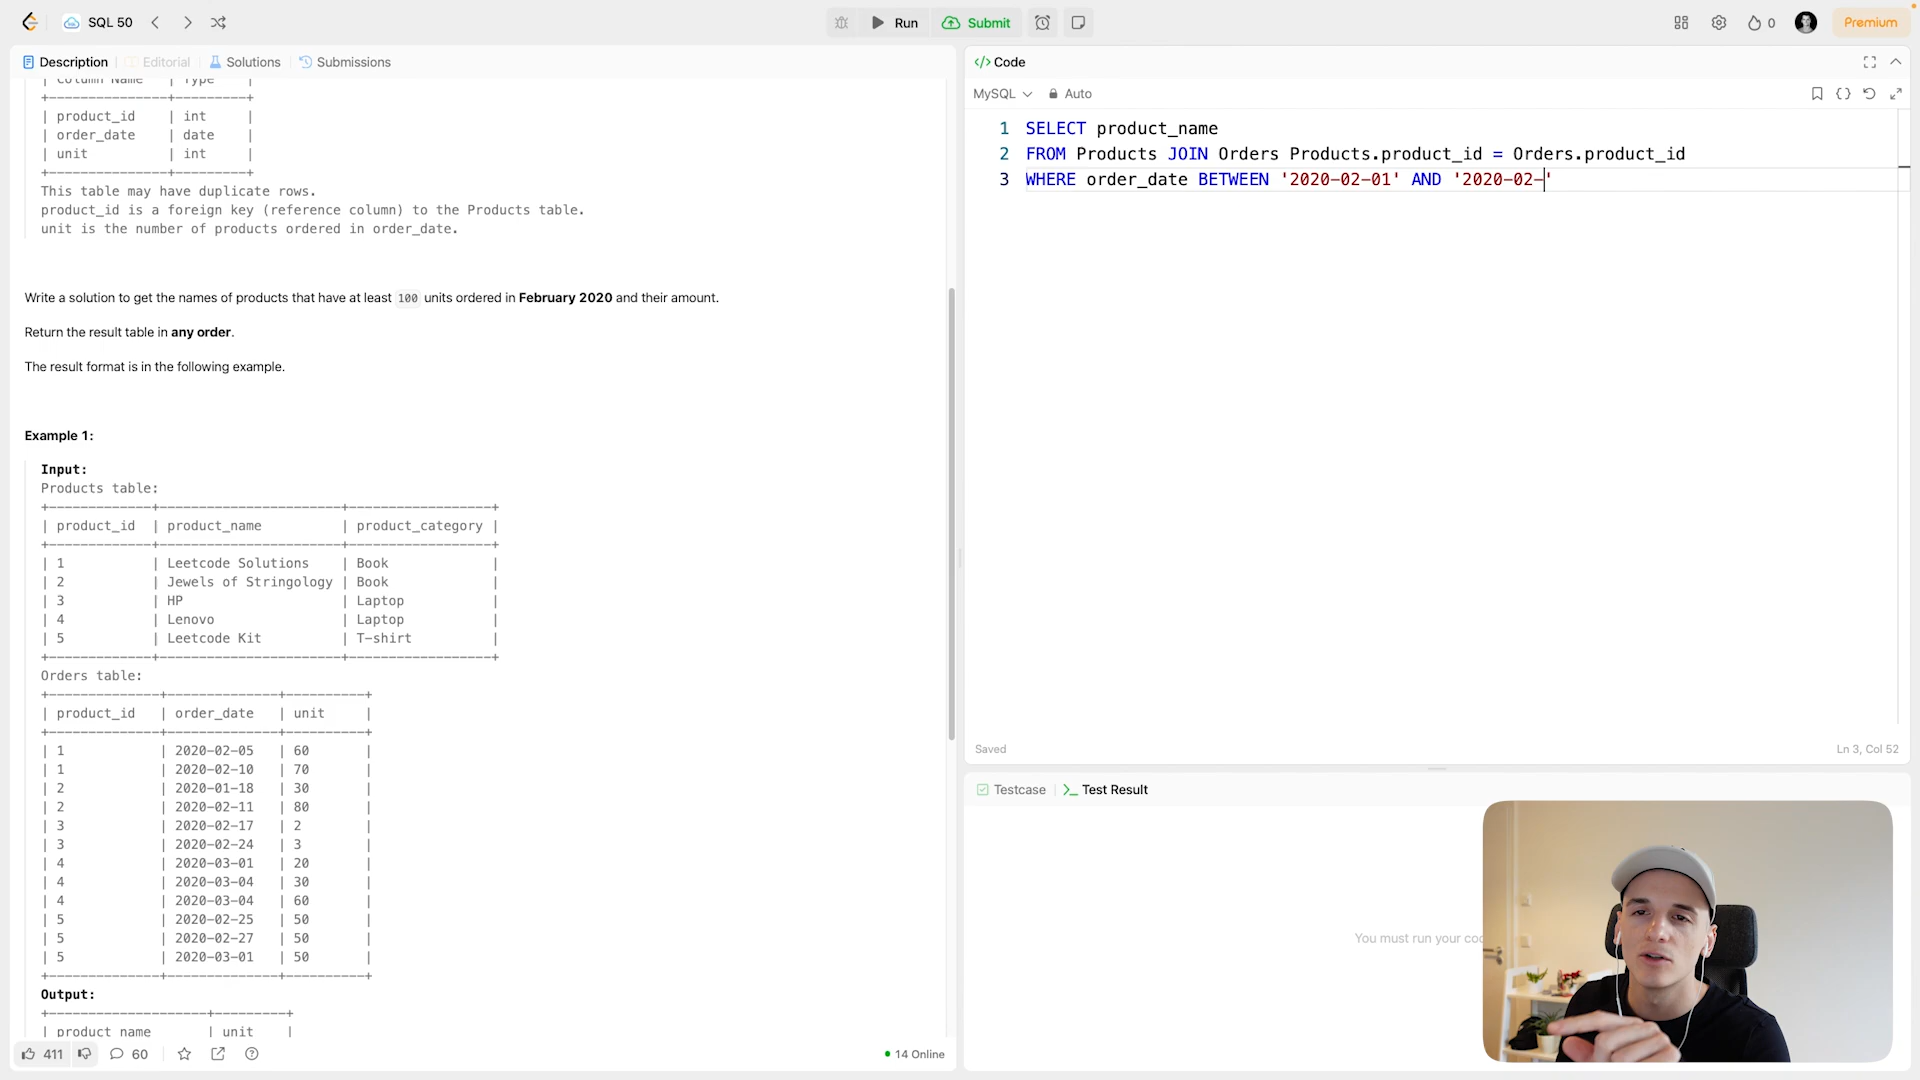 SQL 50
Run
Submit
0
Premium
Description
Editorial
Solutions
Submissions
| Column Name | Type
+---------------+---------+
| product_id | int |
| order_date | date |
| unit | int |
+---------------+---------+
This table may have duplicate rows.
product_id is a foreign key (reference column) to the Products table.
unit is the number of products ordered in order_date.
Write a solution to get the names of products that have at least 100 units ordered in February 2020 and their amount.
Return the result table in any order.
The result format is in the following example.
Example 1:
Input:
Products table:
+-------------+-----------------------+------------------+
| product_id | product_name | product_category |
+-------------+-----------------------+------------------+
| 1 | Leetcode Solutions | Book |
| 2 | Jewels of Stringology | Book |
| 3 | HP | Laptop |
| 4 | Lenovo | Laptop |
| 5 | Leetcode Kit | T-shirt |
+-------------+-----------------------+------------------+
Orders table:
+--------------+--------------+----------+
| product_id | order_date | unit |
+--------------+--------------+----------+
| 1 | 2020-02-05 | 60 |
| 1 | 2020-02-10 | 70 |
| 2 | 2020-01-18 | 30 |
| 2 | 2020-02-11 | 80 |
| 3 | 2020-02-17 | 2 |
| 3 | 2020-02-24 | 3 |
| 4 | 2020-03-01 | 20 |
| 4 | 2020-03-04 | 30 |
| 4 | 2020-03-04 | 60 |
| 5 | 2020-02-25 | 50 |
| 5 | 2020-02-27 | 50 |
| 5 | 2020-03-01 | 50 |
+--------------+--------------+----------+
Output:
+--------------------+---------+
| product_name | unit |
411
60
14 Online
</> Code
MySQL
Auto
1 SELECT product_name
2 FROM Products JOIN Orders Products.product_id = Orders.product_id
3 WHERE order_date BETWEEN '2020-02-01' AND '2020-02-'
Saved
Ln 3, Col 52
Testcase
Test Result
You must run your